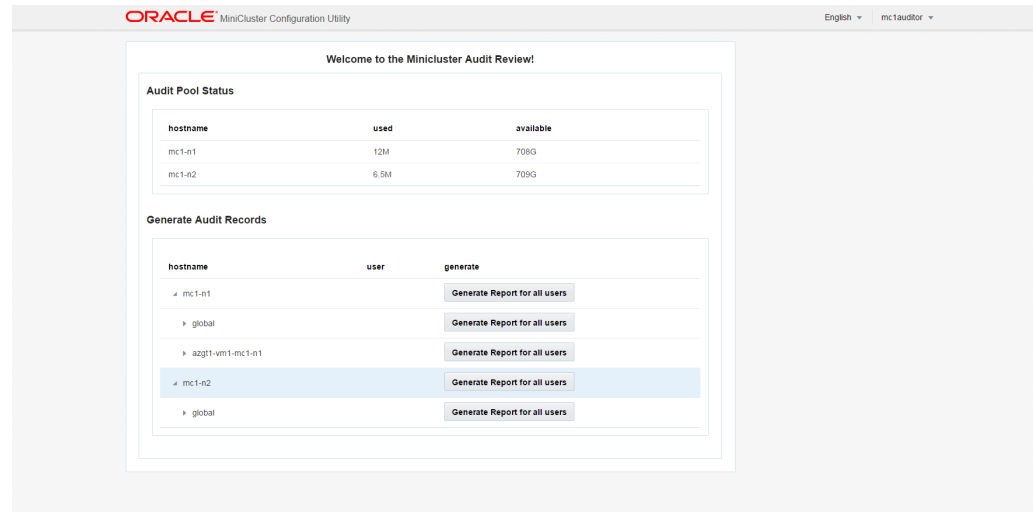 ORACLE® MiniCluster Configuration Utility English mc1auditor
Welcome to the Minicluster Audit Review!
Audit Pool Status
hostname used available
mc1-n1 12M 708G
mc1-n2 6.5M 709G
Generate Audit Records
hostname user generate
mc1-n1 Generate Report for all users
global Generate Report for all users
azgt1-vm1-mc1-n1 Generate Report for all users
mc1-n2 Generate Report for all users
global Generate Report for all users